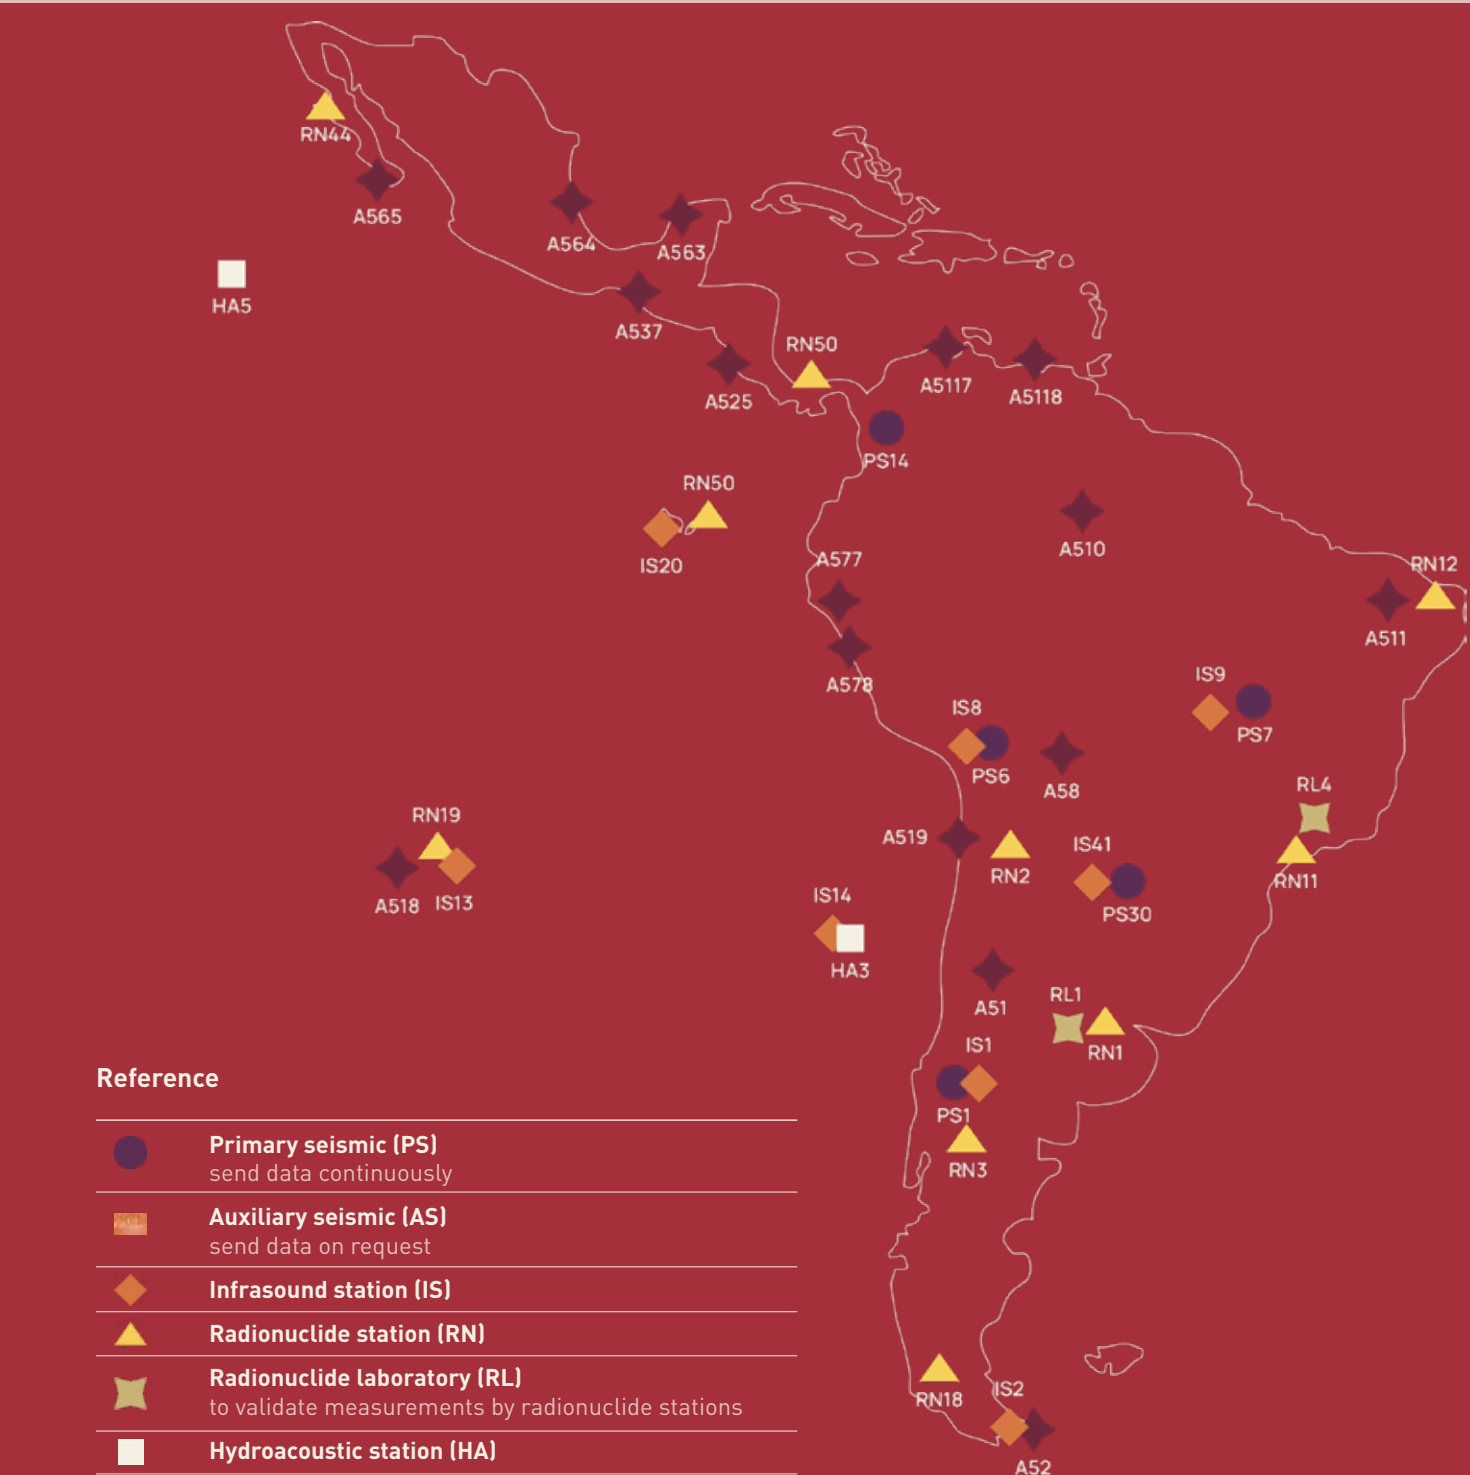 RN44
A565
A564
A563
HA5
A537
RN50
A5117
A5118
A525
PS14
RN50
IS20
A510
A577
RN12
A511
A578
IS9
PS7
IS8
PS6
A58
RL4
RN19
A519
RN2
IS41
RN11
A518
IS13
IS14
PS30
HA3
A51
RL1
RN1
IS1
PS1
RN3
RN18
IS2
A52
Reference
Primary seismic (PS)
send data continuously
Auxiliary seismic (AS)
send data on request
Infrasound station (IS)
Radionuclide station (RN)
Radionuclide laboratory (RL)
to validate measurements by radionuclide stations
Hydroacoustic station (HA)